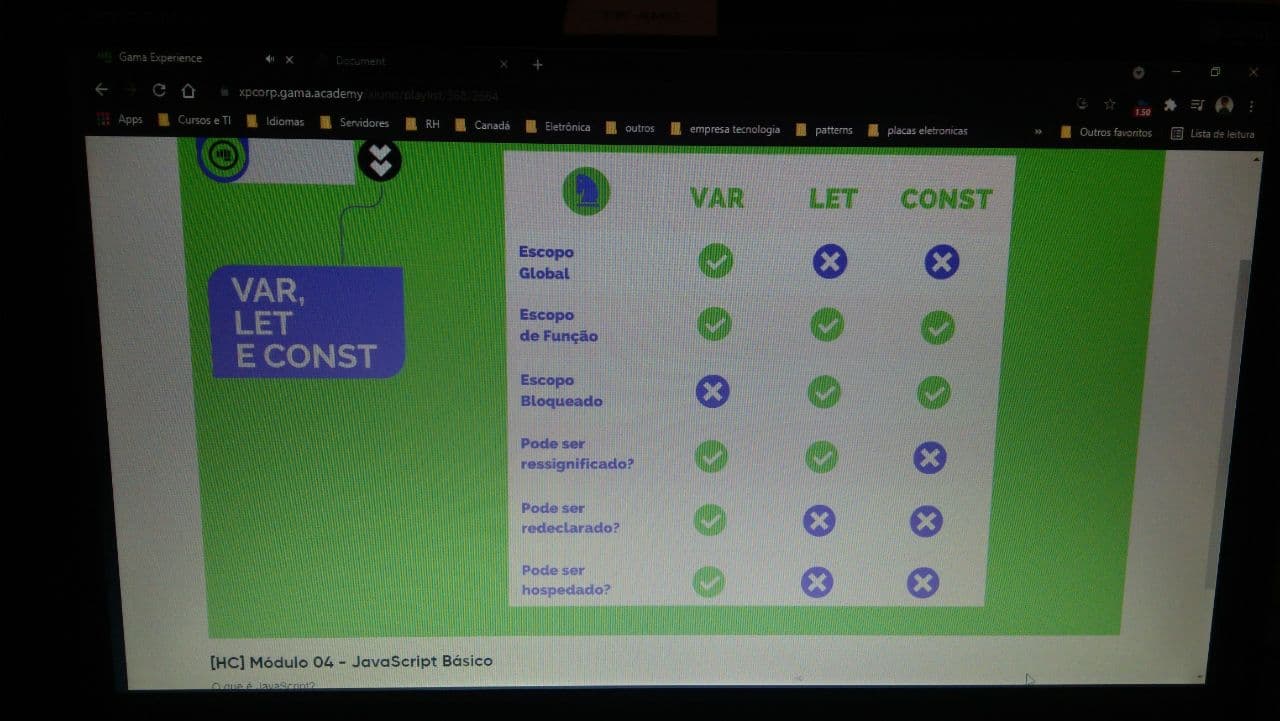 Gama Experience
Document
xpcorp.gama.academy/aluno/playlist/368/2664
1.50
Apps Cursos e TI Idiomas Servidores RH Canadá Eletrônica outros empresa tecnologia patterns placas eletronicas » Outros favoritos Lista de leitura
VAR LET CONST
Escopo
Global
Escopo
de Função
Escopo
Bloqueado
Pode ser
ressignificado?
Pode ser
redeclarado?
Pode ser
hospedado?
VAR,
LET
E CONST
[HC] Módulo 04 - JavaScript Básico
O que é JavaScript?